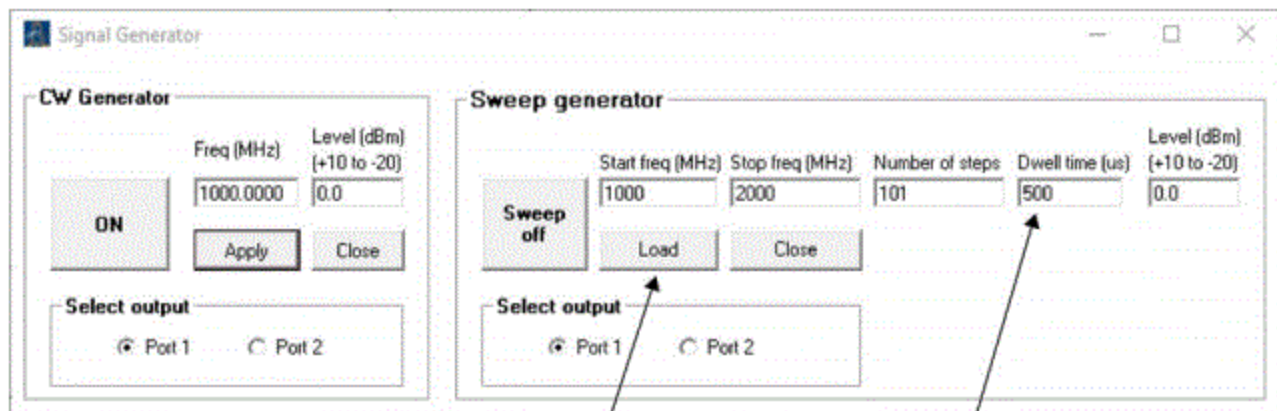 Signal Generator
CW Generator
Freq (MHz)
Level (dBm)
(+10 to -20)
ON
1000.0000
0.0
Apply
Close
Select output
Port 1
Port 2
Sweep generator
Start freq (MHz)
Stop freq (MHz)
Number of steps
Dwell time (us)
Level (dBm)
(+10 to -20)
Sweep
off
1000
2000
101
500
0.0
Load
Close
Select output
Port 1
Port 2